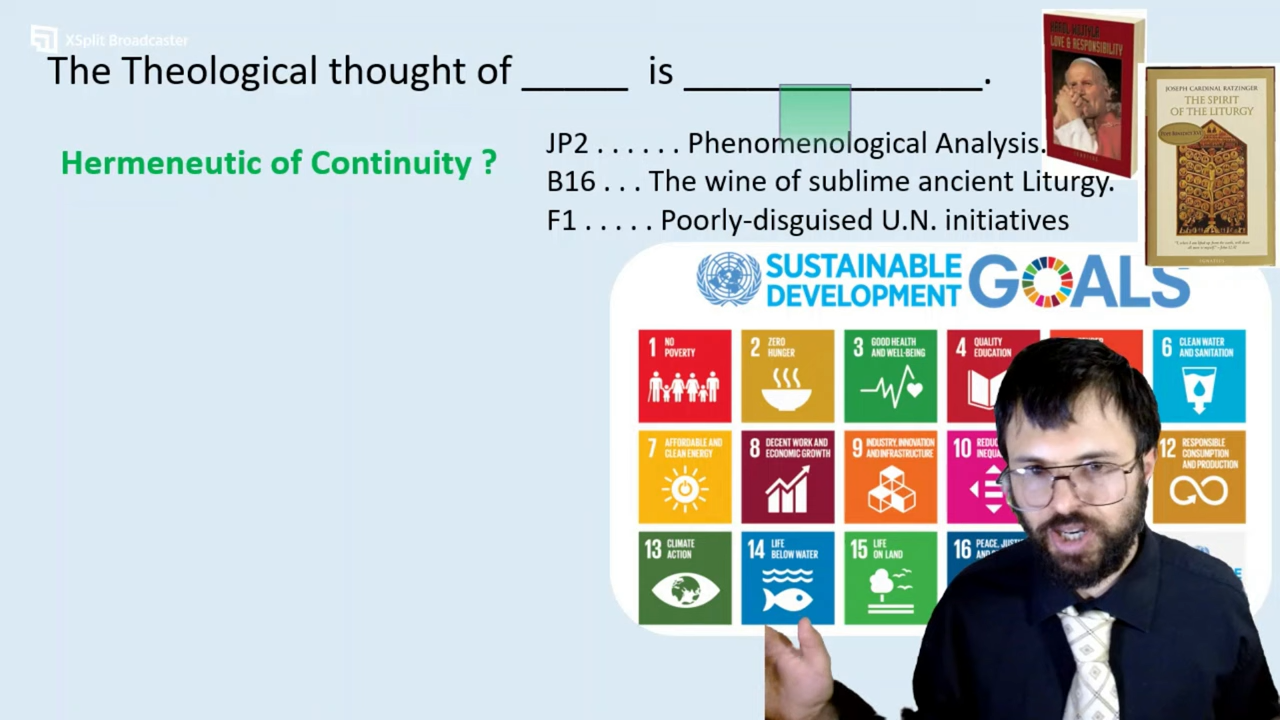 XSplit Broadcaster
The Theological thought of _____ is ______________.
Hermeneutic of Continuity ?
JP2 . . . . . . Phenomenological Analysis.
B16 . . . The wine of sublime ancient Liturgy.
F1 . . . . . Poorly-disguised U.N. initiatives
LOVE & RESPONSIBILITY
JOSEPH CARDINAL RATZINGER
THE SPIRIT
OF THE LITURGY
SUSTAINABLE
DEVELOPMENT
GOALS
1 NO
POVERTY
2 ZERO
HUNGER
3 GOOD HEALTH
AND WELL-BEING
4 QUALITY
EDUCATION
6 CLEAN WATER
AND SANITATION
7 AFFORDABLE AND
CLEAN ENERGY
8 DECENT WORK AND
ECONOMIC GROWTH
9 INDUSTRY, INNOVATION
AND INFRASTRUCTURE
10
12 RESPONSIBLE
CONSUMPTION
AND PRODUCTION
13 CLIMATE
ACTION
14 LIFE
BELOW WATER
15 LIFE
ON LAND
16 PEACE,